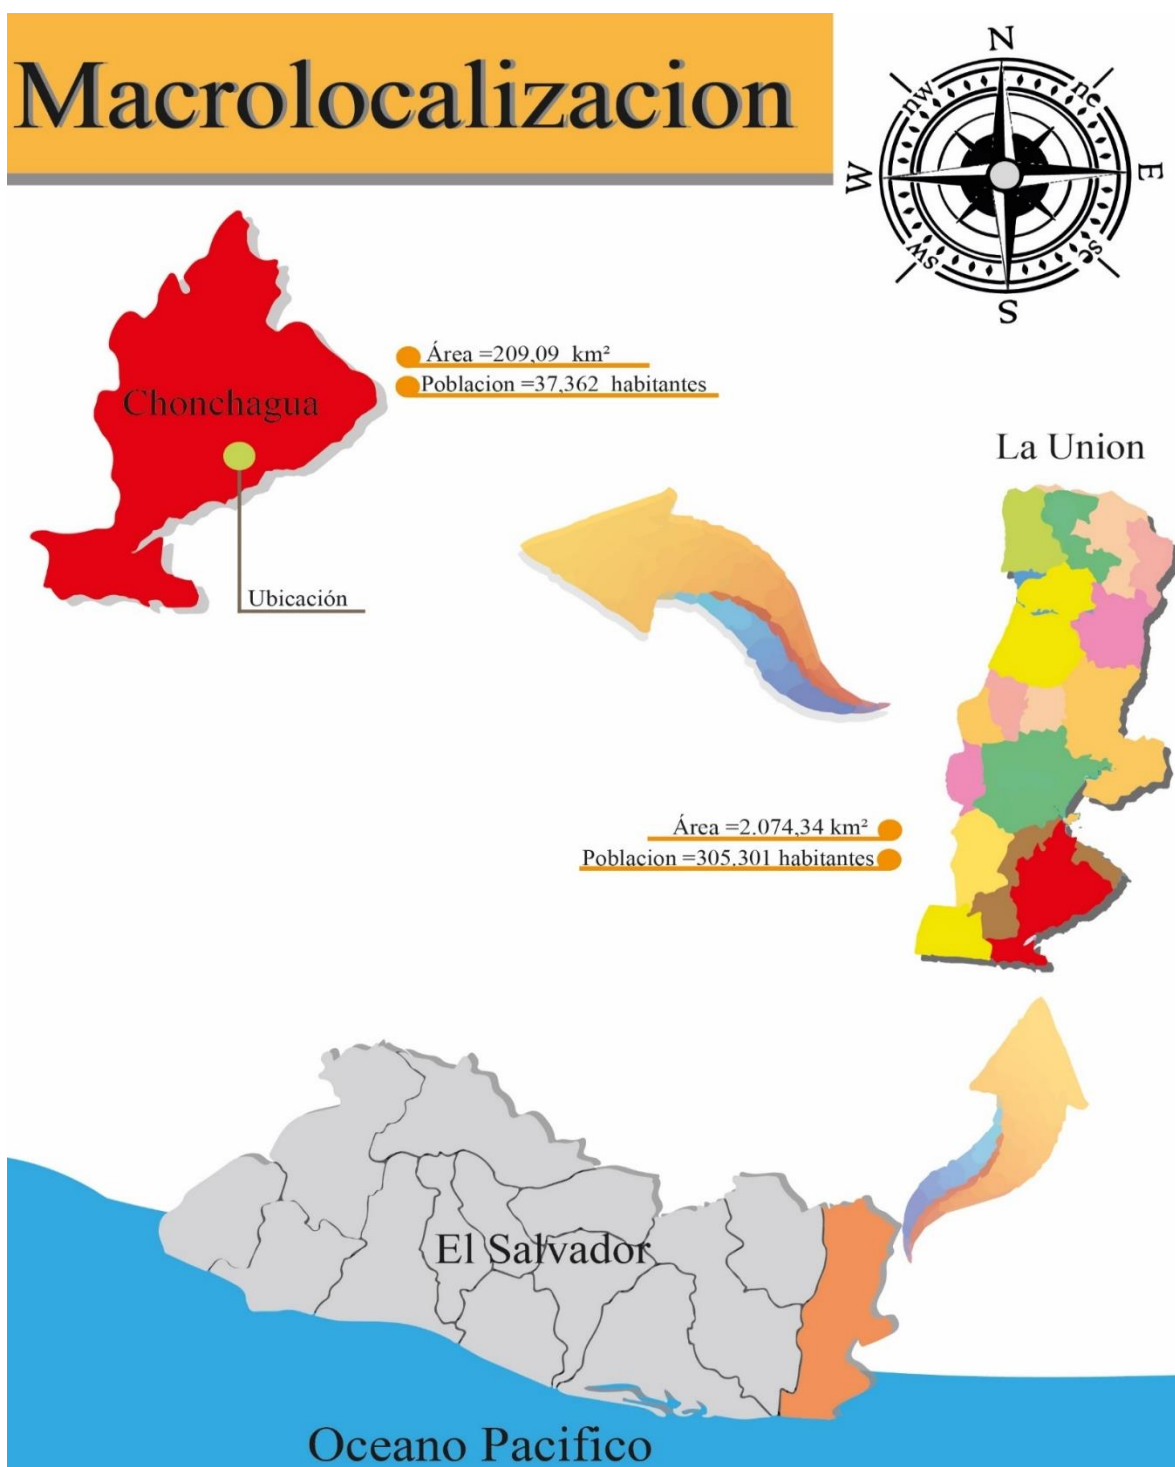 Macrolocalizacion
N
nw
ne
W
E
sw
se
S
Área =209,09 km²
Poblacion =37,362 habitantes
Chonchagua
Ubicación
La Union
Área =2.074,34 km²
Poblacion =305,301 habitantes
El Salvador
Oceano Pacifico